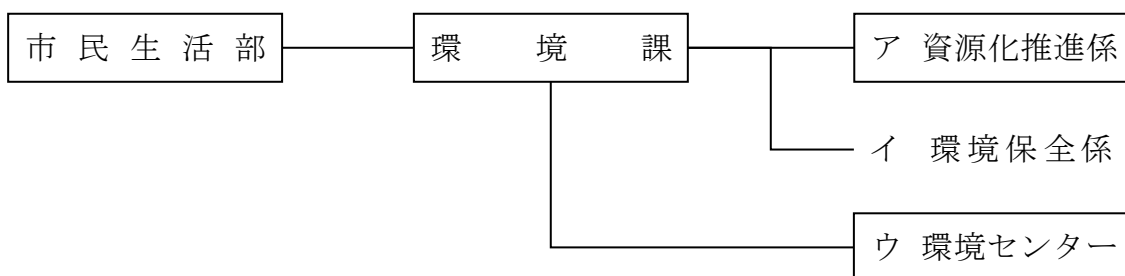 市民生活部
環境課
ア 資源化推進係
イ 環境保全係
ウ 環境センター